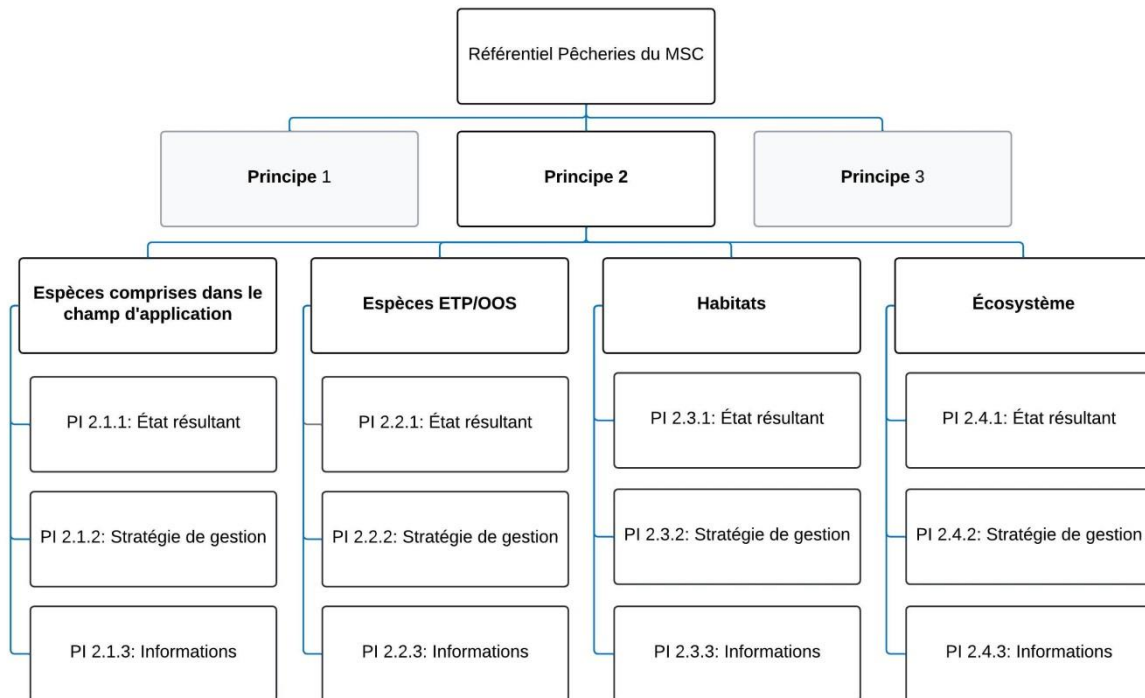 Référentiel Pêcheries du MSC
Principe 1
Principe 2
Principe 3
Espèces comprises dans le
champ d'application
Espèces ETP/OOS
Habitats
Écosystème
PI 2.1.1: État résultant
PI 2.2.1: État résultant
PI 2.3.1: État résultant
PI 2.4.1: État résultant
PI 2.1.2: Stratégie de gestion
PI 2.2.2: Stratégie de gestion
PI 2.3.2: Stratégie de gestion
PI 2.4.2: Stratégie de gestion
PI 2.1.3: Informations
PI 2.2.3: Informations
PI 2.3.3: Informations
PI 2.4.3: Informations